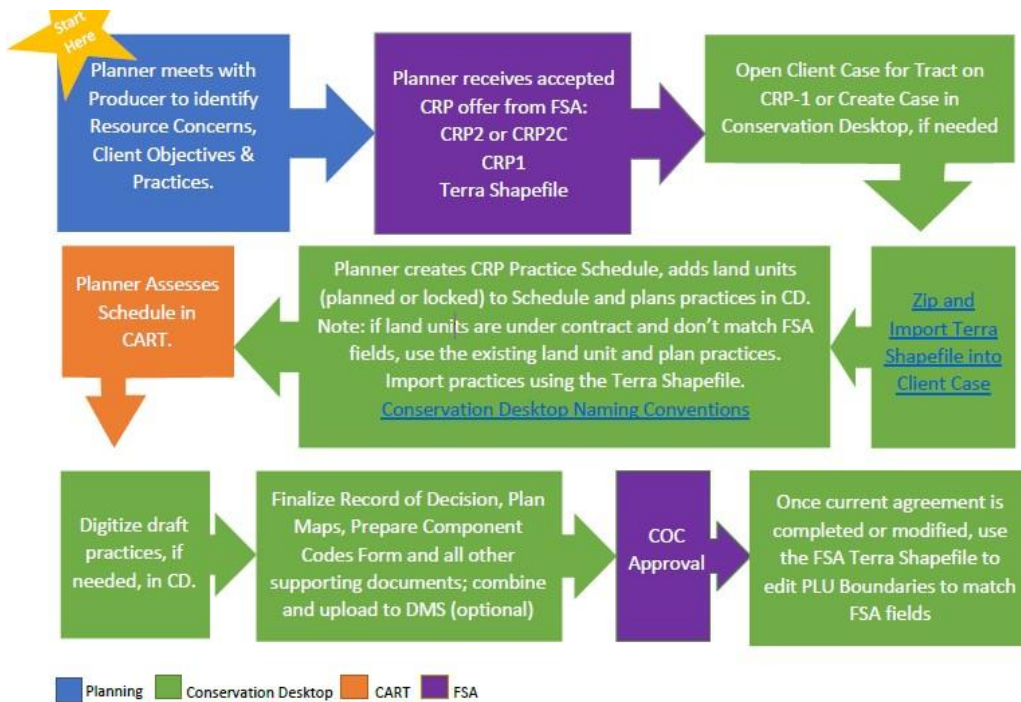 Start
Here
Planner meets with
Producer to identify
Resource Concerns,
Client Objectives &
Practices.
Planner receives accepted
CRP offer from FSA:
CRP2 or CRP2C
CRP1
Terra Shapefile
Open Client Case for Tract on
CRP-1 or Create Case in
Conservation Desktop, if needed
Zip and
Import Terra
Shapefile into
Client Case
Planner creates CRP Practice Schedule, adds land units
(planned or locked) to Schedule and plans practices in CD.
Note: if land units are under contract and don't match FSA
fields, use the existing land unit and plan practices.
Import practices using the Terra Shapefile.
Conservation Desktop Naming Conventions
Planner Assesses
Schedule in
CART.
Digitize draft
practices, if
needed, in CD.
Finalize Record of Decision, Plan
Maps, Prepare Component
Codes Form and all other
supporting documents; combine
and upload to DMS (optional)
COC
Approval
Once current agreement is
completed or modified, use
the FSA Terra Shapefile to
edit PLU Boundaries to match
FSA fields
Planning Conservation Desktop CART FSA